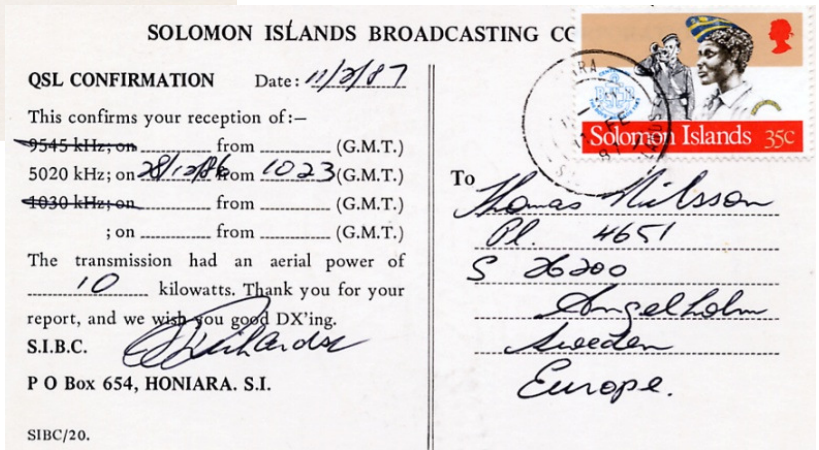 SOLOMON ISLANDS BROADCASTING CO
QSL CONFIRMATION Date: 11/2/87
This confirms your reception of:—
9545 kHz; on from (G.M.T.)
5020 kHz; on 28/12/86 from 1023 (G.M.T.)
1030 kHz; on from (G.M.T.)
; on from (G.M.T.)
The transmission had an aerial power of
10 kilowatts. Thank you for your
report, and we wish you good DX'ing.
S.I.B.C.
P O Box 654, HONIARA. S.I.
SIBC/20.
Solomon Islands 35c
To
Thomas Nilsson
Pl. 4651
S 26200
Angelholm
Sweden
Europe.